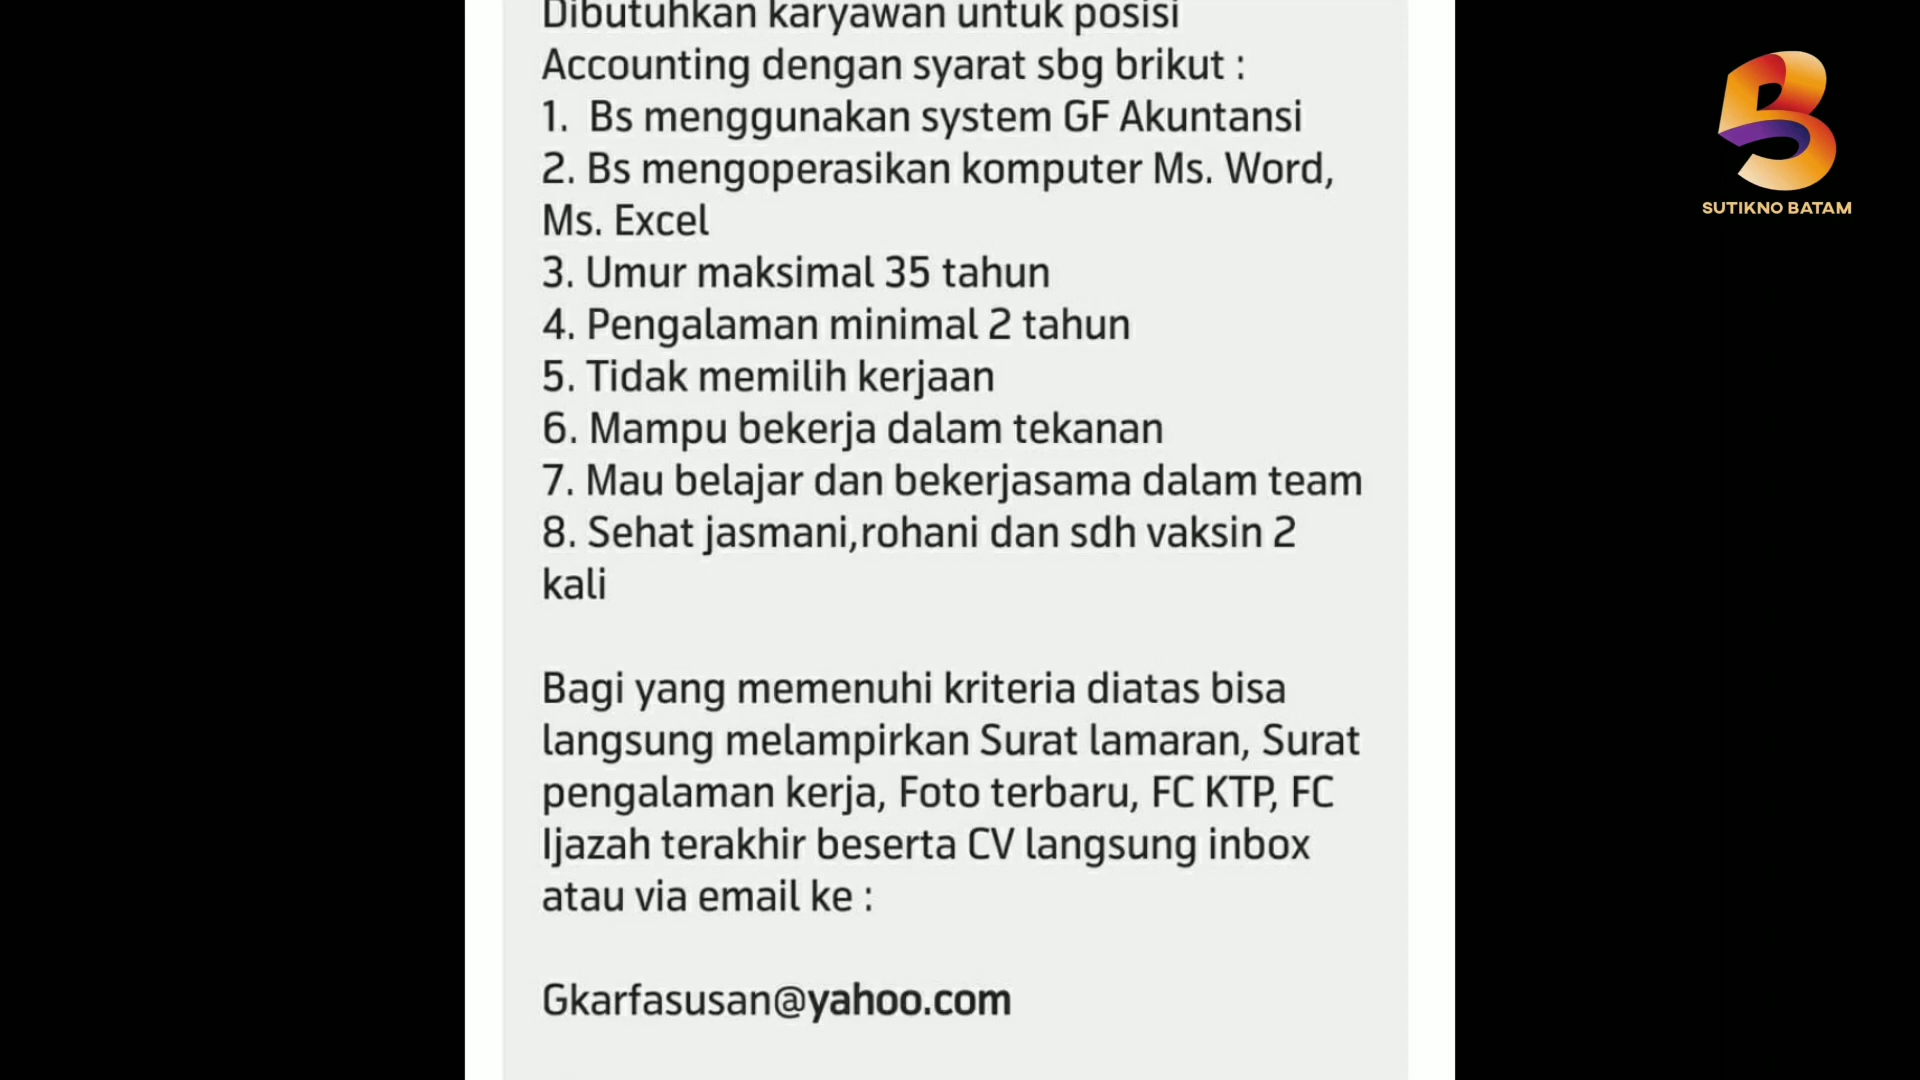 Dibutuhkan karyawan untuk posisi
Accounting dengan syarat sbg brikut :
1. Bs menggunakan system GF Akuntansi
2. Bs mengoperasikan komputer Ms. Word,
Ms. Excel
3. Umur maksimal 35 tahun
4. Pengalaman minimal 2 tahun
5. Tidak memilih kerjaan
6. Mampu bekerja dalam tekanan
7. Mau belajar dan bekerjasama dalam team
8. Sehat jasmani,rohani dan sdh vaksin 2
kali
Bagi yang memenuhi kriteria diatas bisa
langsung melampirkan Surat lamaran, Surat
pengalaman kerja, Foto terbaru, FC KTP, FC
Ijazah terakhir beserta CV langsung inbox
atau via email ke :
Gkarfasusan@yahoo.com
SUTIKNO BATAM